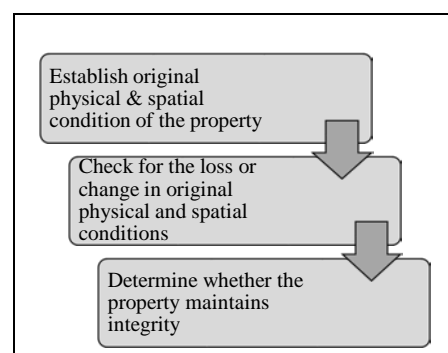 Establish original
physical & spatial
condition of the property
Check for the loss or
change in original
physical and spatial
conditions
Determine whether the
property maintains
integrity